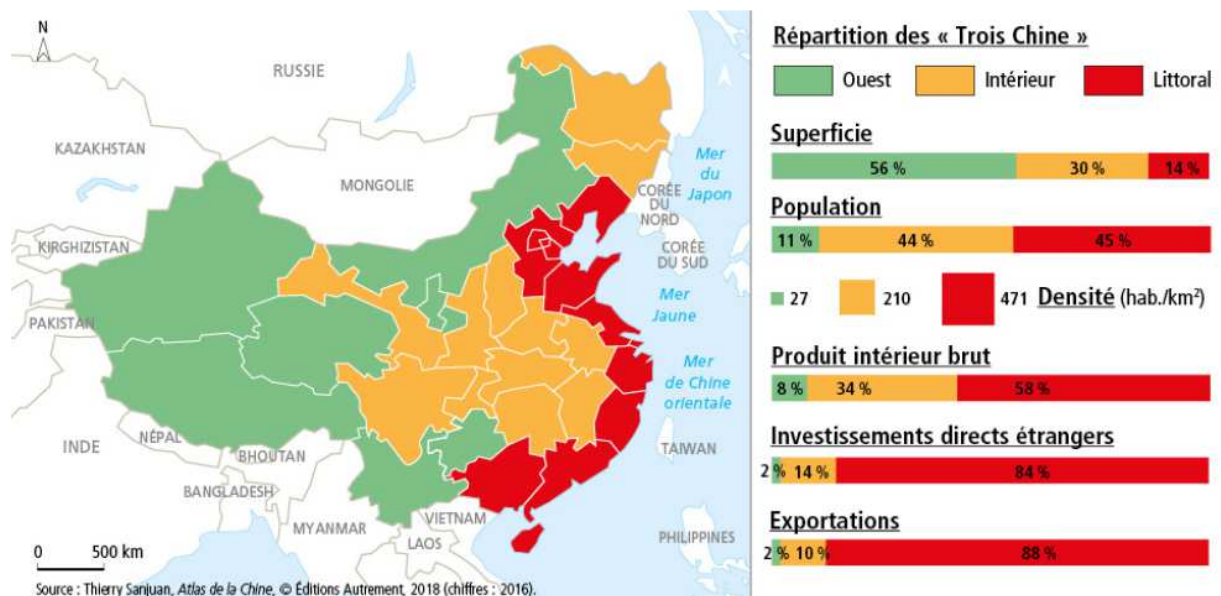 N
RUSSIE
KAZAKHSTAN
MONGOLIE
Mer
du
Japon
CORÉE
DU
NORD
KIRGHIZISTAN
CORÉE
DU SUD
Mer
Jaune
PAKISTAN
Mer
de Chine
orientale
INDE
NÉPAL
BHOUTAN
TAIWAN
BANGLADESH
MYANMAR
VIETNAM
LAOS
PHILIPPINES
0 500 km
Source : Thierry Sanjuan, Atlas de la Chine, © Éditions Autrement, 2018 (chiffres : 2016).
Répartition des « Trois Chine »
Ouest Intérieur Littoral
Superficie
56 % 30 % 14 %
Population
11 % 44 % 45 %
27 210 471 Densité (hab./km²)
Produit intérieur brut
8 % 34 % 58 %
Investissements directs étrangers
2 % 14 % 84 %
Exportations
2 % 10 % 88 %